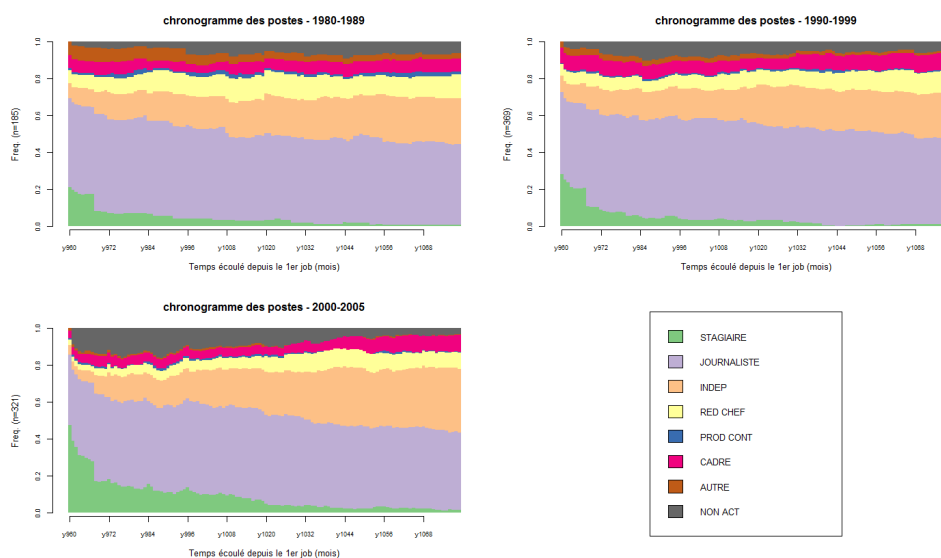 chronogramme des postes - 1980-1989
Freq. (n=185)
0.0 0.2 0.4 0.6 0.8 1.0
y960 y972 y984 y996 y1008 y1020 y1032 y1044 y1056 y1068
Temps écoulé depuis le 1er job (mois)
chronogramme des postes - 1990-1999
Freq. (n=369)
0.0 0.2 0.4 0.6 0.8 1.0
y960 y972 y984 y996 y1008 y1020 y1032 y1044 y1056 y1068
Temps écoulé depuis le 1er job (mois)
chronogramme des postes - 2000-2005
Freq. (n=321)
0.0 0.2 0.4 0.6 0.8 1.0
y960 y972 y984 y996 y1008 y1020 y1032 y1044 y1056 y1068
Temps écoulé depuis le 1er job (mois)
STAGIAIRE
JOURNALISTE
INDEP
RED CHEF
PROD CONT
CADRE
AUTRE
NON ACT